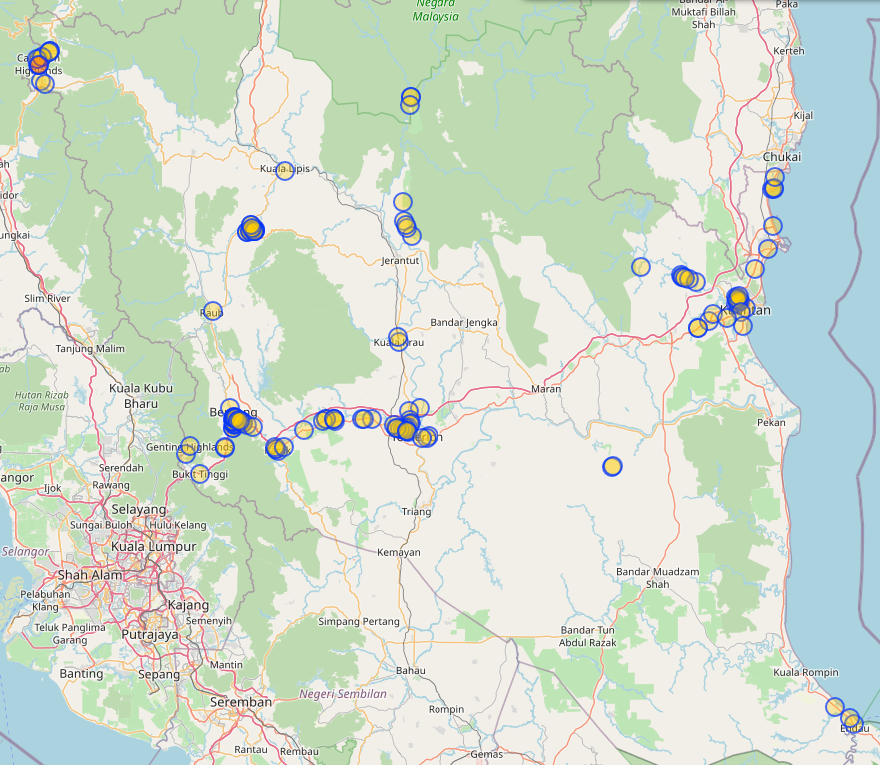 Negara
Malaysia
Bandar Al-
Muktafi Billah
Shah
Paka
Kerteh
Kijal
Chukai
Kuala Lipis
Jerantut
Slim River
Raub
Tanjung Malim
Bandar Jengka
Kuala Krau
Kuantan
Hutan Rizab
Raja Musa
Kuala Kubu
Bharu
Maran
Pekan
Genting Highlands
Bukit Tinggi
Serendah
Ijok
Rawang
Selayang
Triang
Sungai Buloh
Hulu Kelang
Selangor
Kuala Lumpur
Kemayan
Shah Alam
Bandar Muadzam
Shah
Pelabuhan
Klang
Kajang
Semenyih
Teluk Panglima
Garang
Putrajaya
Simpang Pertang
Bandar Tun
Abdul Razak
Mantin
Banting
Sepang
Bahau
Kuala Rompin
Negeri Sembilan
Seremban
Rompin
Endau
Rantau
Rembau
Gemas